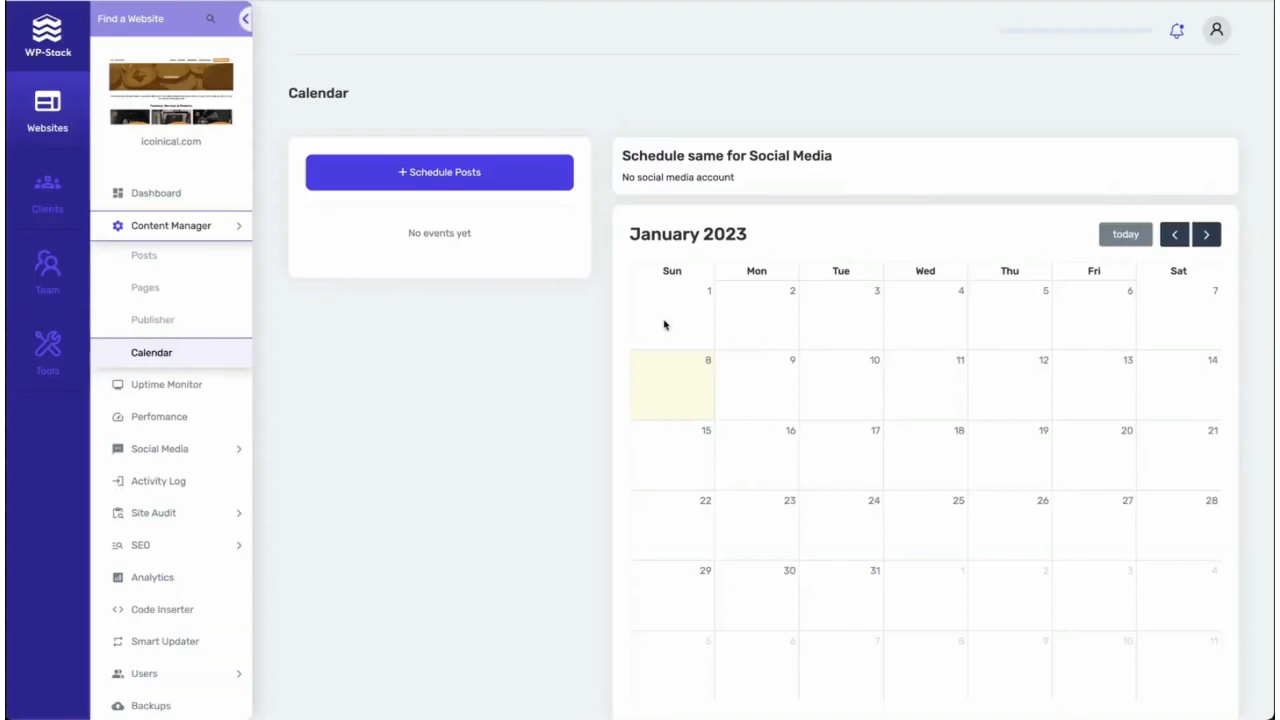 WP-Stack
Websites
Clients
Team
Tools
Find a Website
icoinical.com
Dashboard
Content Manager
Posts
Pages
Publisher
Calendar
Uptime Monitor
Perfomance
Social Media
Activity Log
Site Audit
SEO
Analytics
Code Inserter
Smart Updater
Users
Backups
Calendar
+ Schedule Posts
No events yet
Schedule same for Social Media
No social media account
January 2023
today
Sun Mon Tue Wed Thu Fri Sat
1 2 3 4 5 6 7
8 9 10 11 12 13 14
15 16 17 18 19 20 21
22 23 24 25 26 27 28
29 30 31 1 2 3 4
5 6 7 8 9 10 11